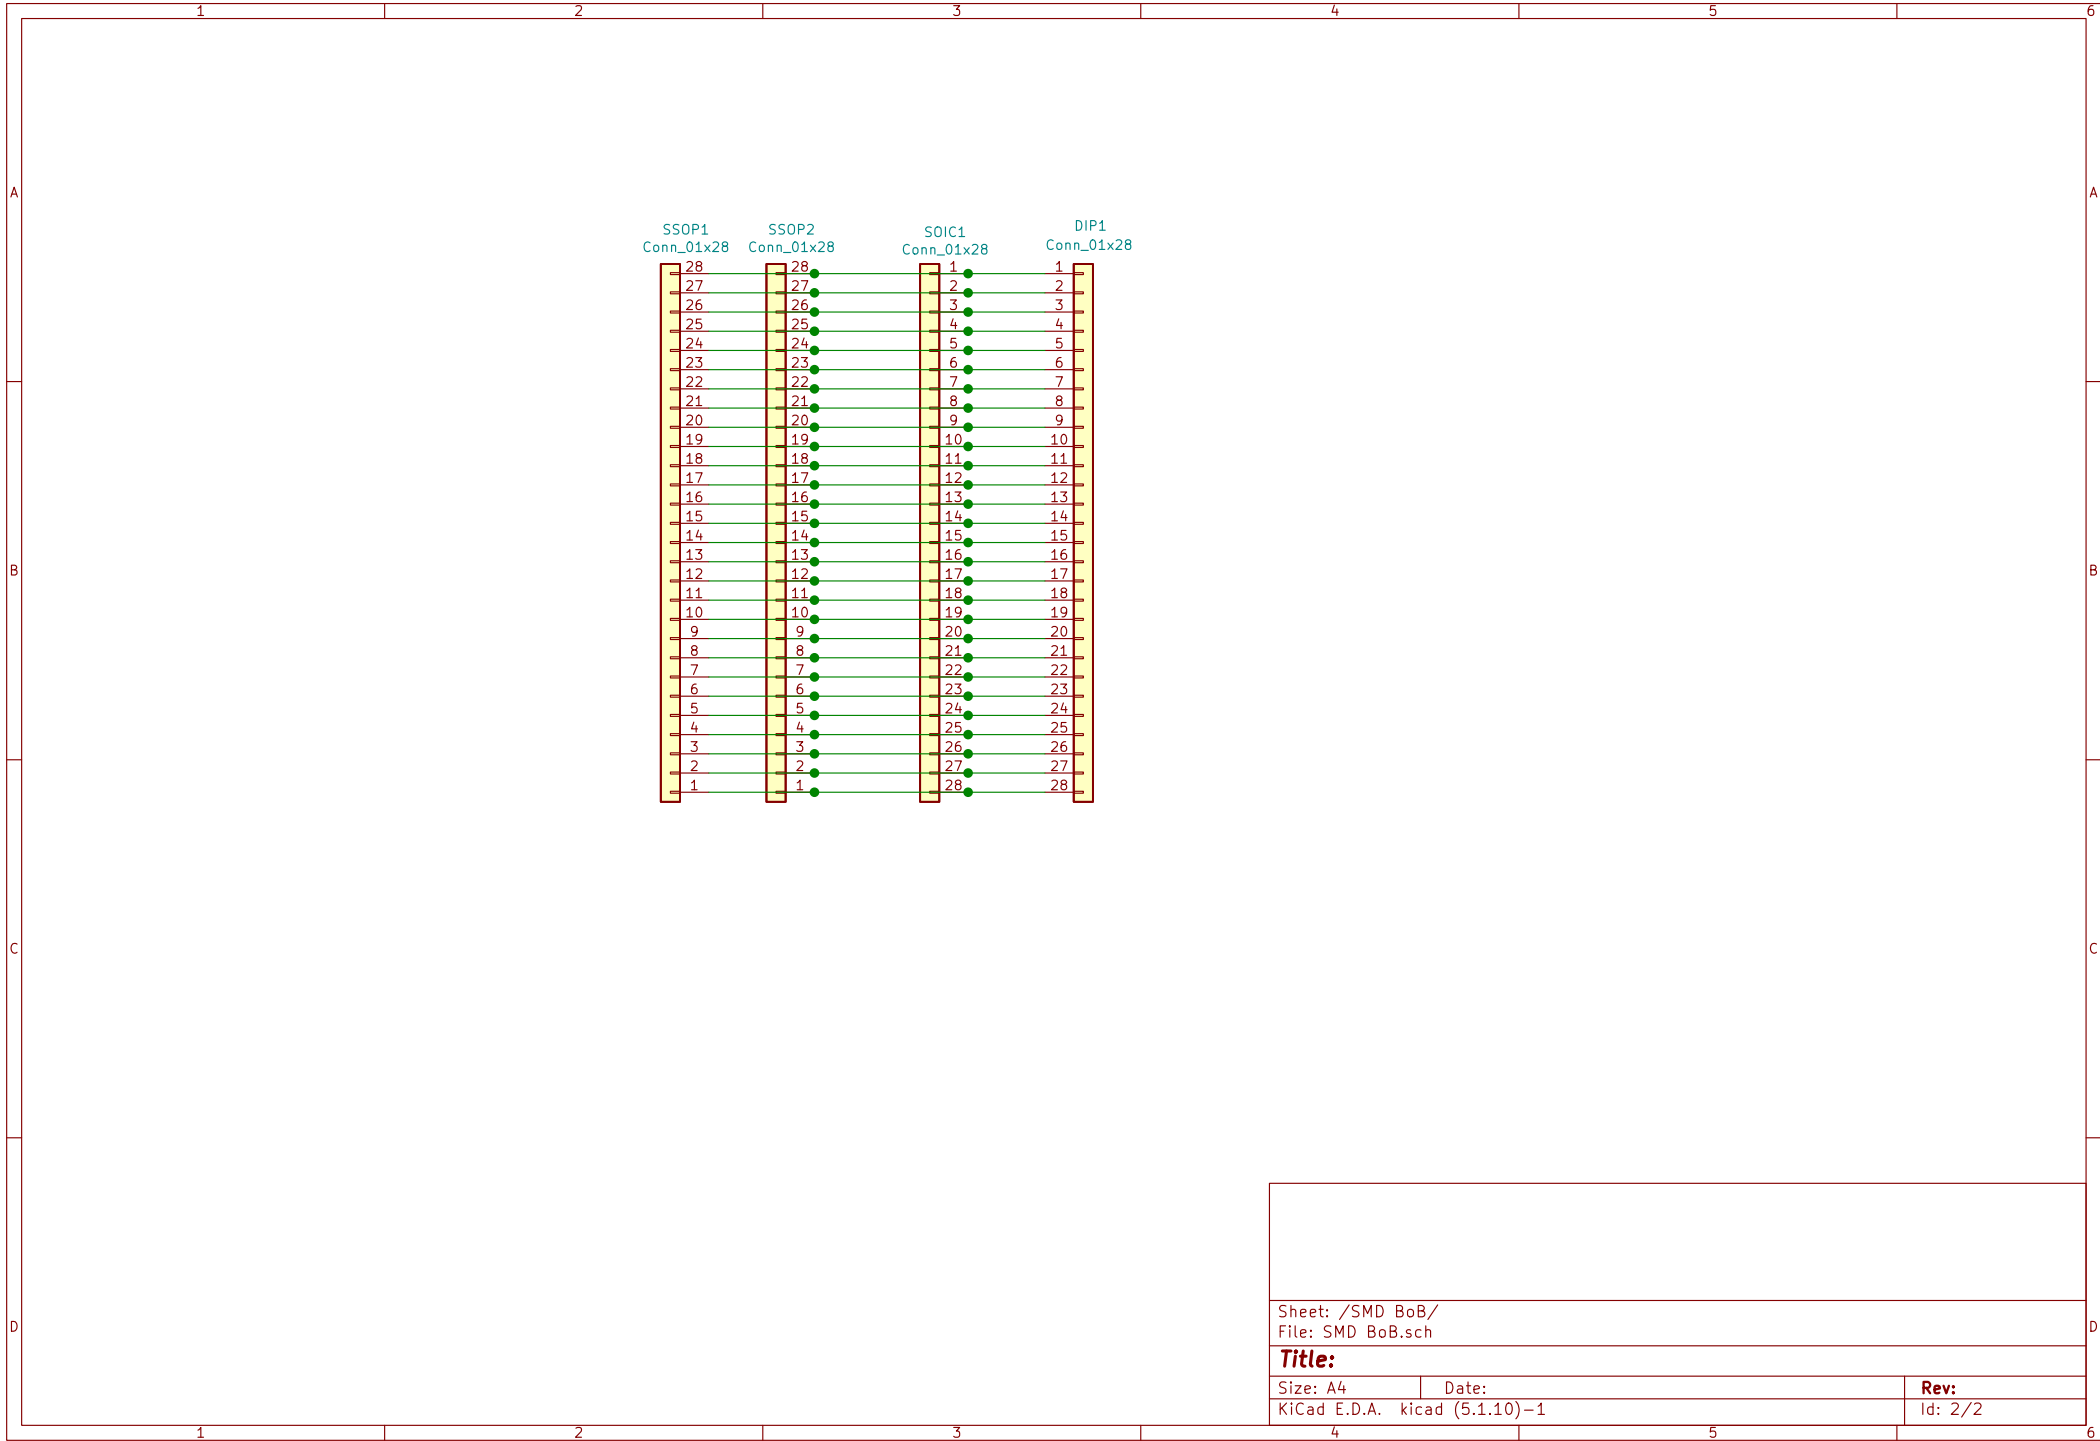 1 2 3 4 5 6
A A
SSOP1 SSOP2 SOIC1 DIP1
Conn_01x28 Conn_01x28 Conn_01x28 Conn_01x28
28 28 1 1
27 27 2 2
26 26 3 3
25 25 4 4
24 24 5 5
23 23 6 6
22 22 7 7
21 21 8 8
20 20 9 9
19 19 10 10
18 18 11 11
17 17 12 12
16 16 13 13
15 15 14 14
14 14 15 15
13 13 16 16
B B
12 12 17 17
11 11 18 18
10 10 19 19
9 9 20 20
8 8 21 21
7 7 22 22
6 6 23 23
5 5 24 24
4 4 25 25
3 3 26 26
2 2 27 27
1 1 28 28
C C
Sheet: /SMD BoB/
D D
File: SMD BoB.sch
Title:
Size: A4 Date: Rev:
KiCad E.D.A. kicad (5.1.10)-1 Id: 2/2
1 2 3 4 5 6